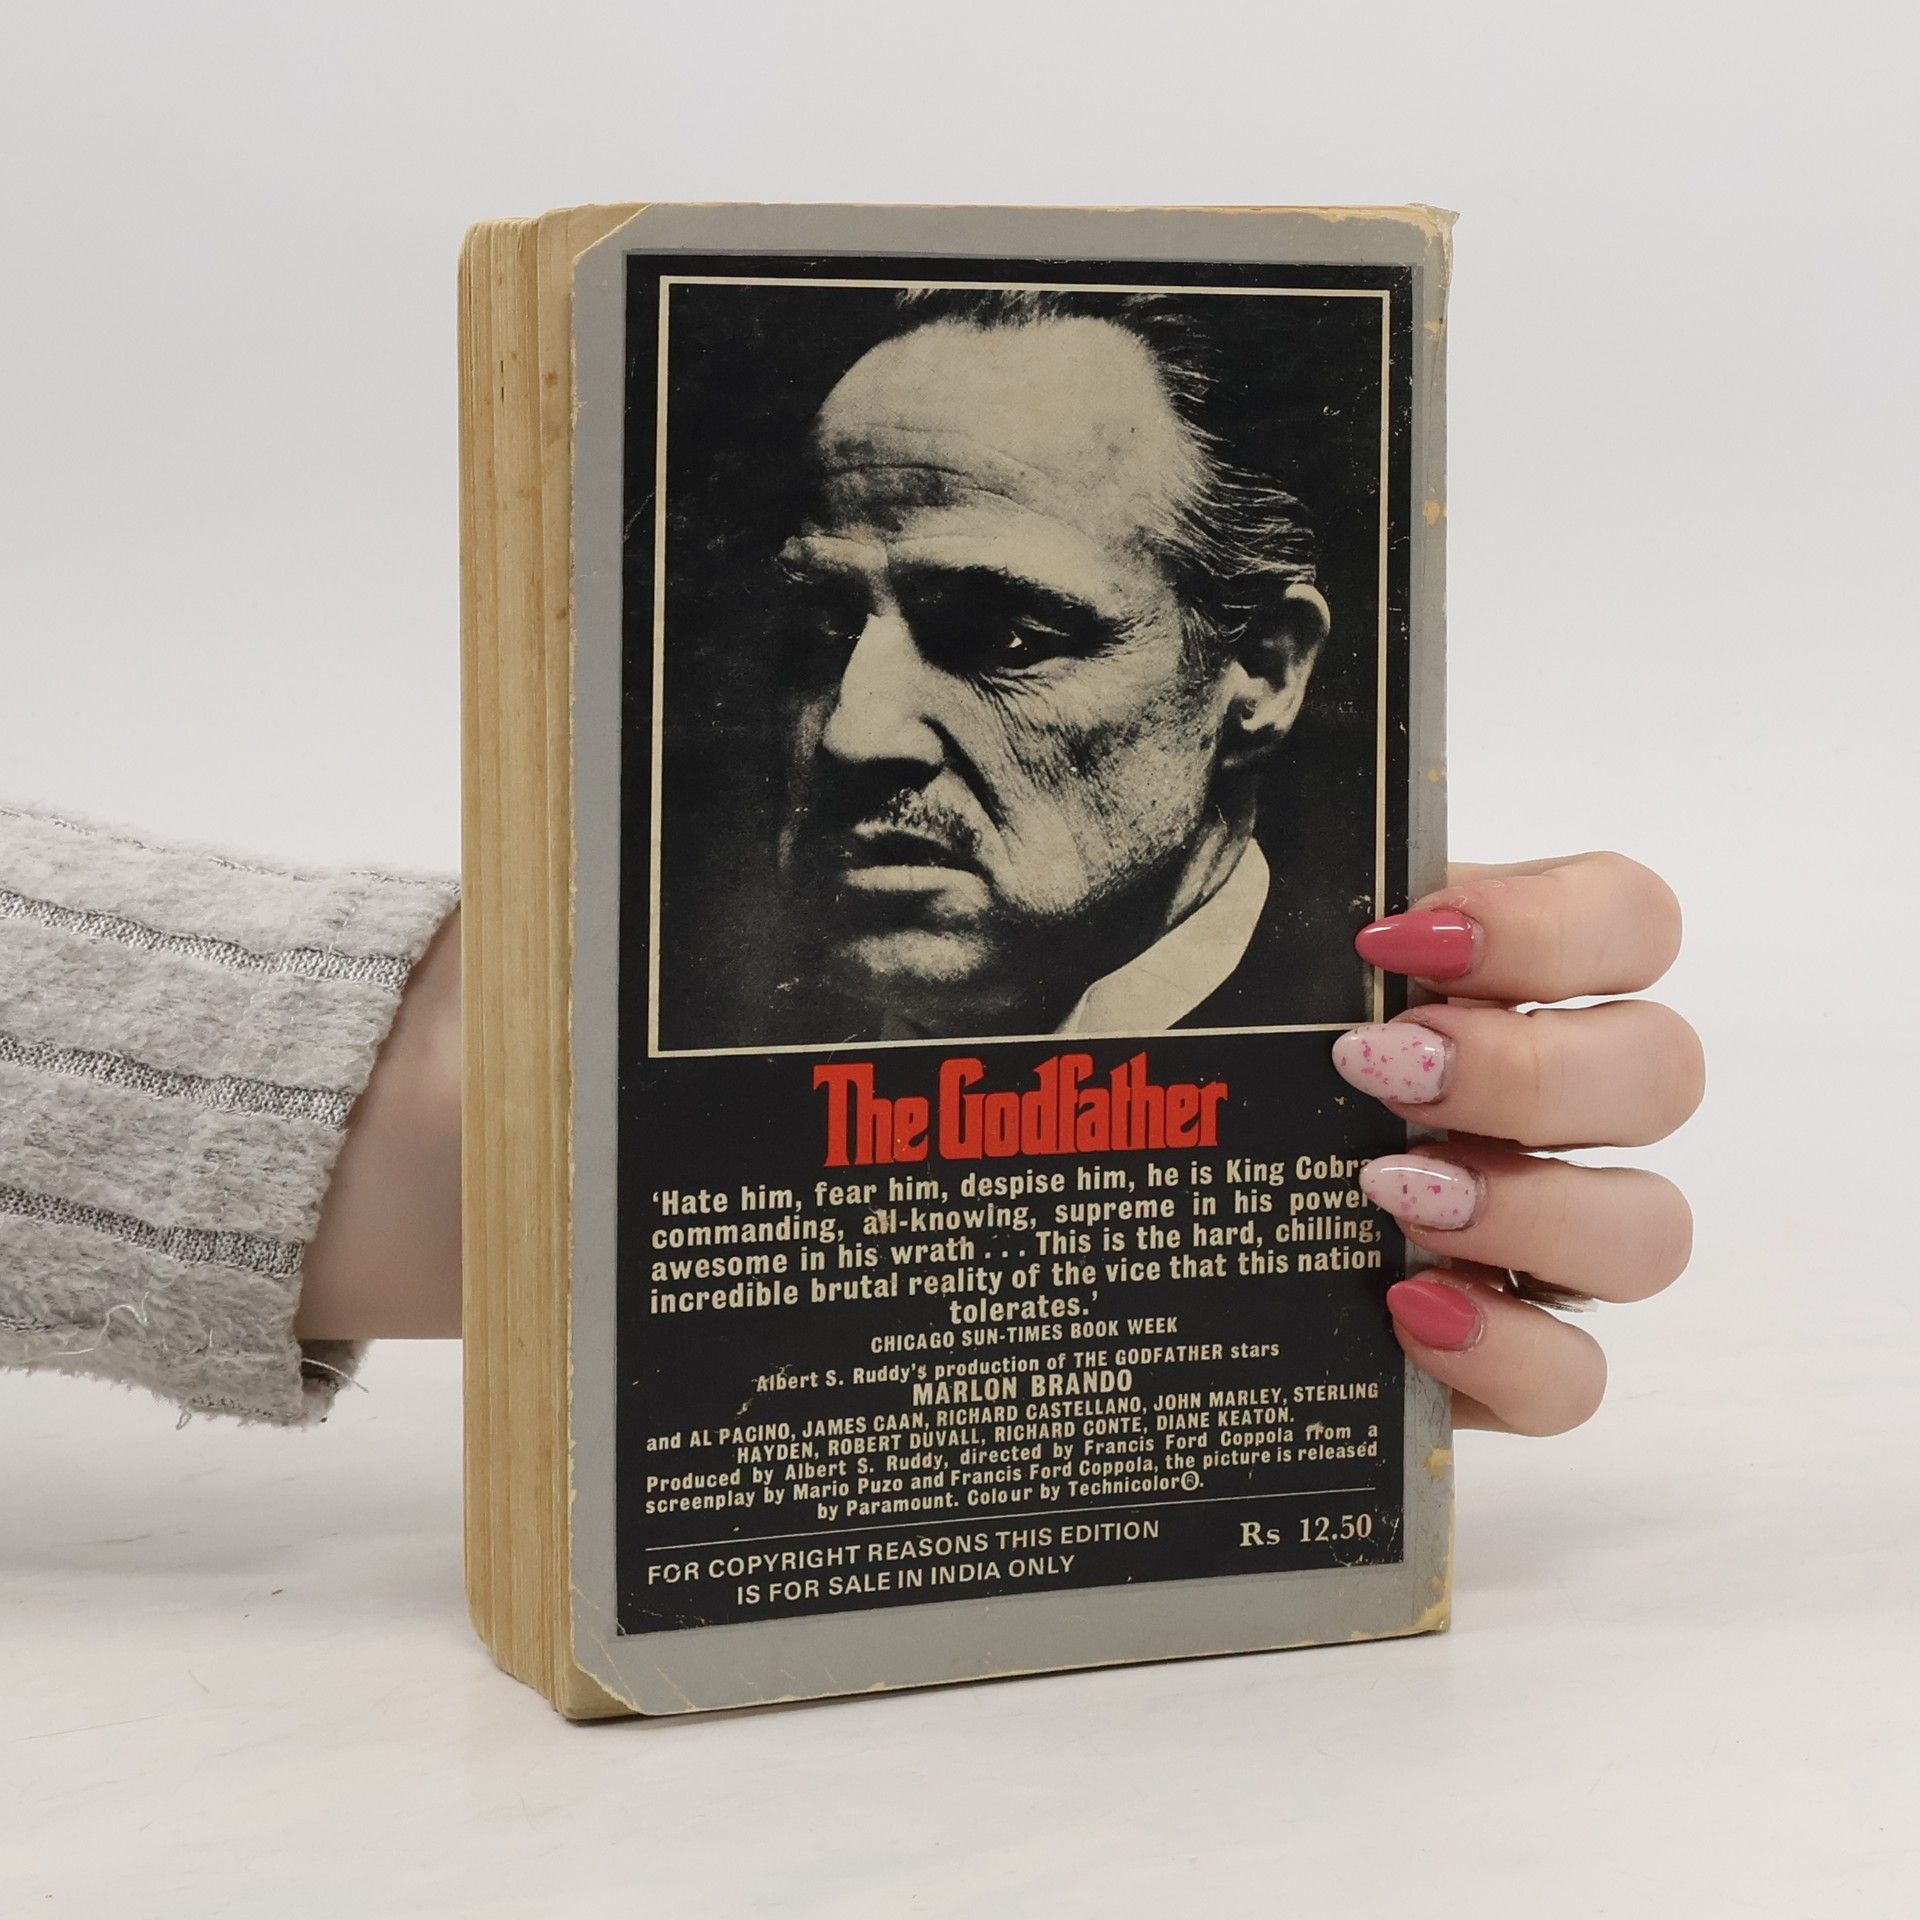 The Godfather
‘Hate him, fear him, despise him, he is King Cobra
commanding, all-knowing, supreme in his power,
awesome in his wrath . . . This is the hard, chilling,
incredible brutal reality of the vice that this nation
tolerates.’
CHICAGO SUN-TIMES BOOK WEEK
Albert S. Ruddy’s production of THE GODFATHER stars
MARLON BRANDO
and AL PACINO, JAMES CAAN, RICHARD CASTELLANO, JOHN MARLEY, STERLING
HAYDEN, ROBERT DUVALL, RICHARD CONTE, DIANE KEATON.
Produced by Albert S. Ruddy, directed by Francis Ford Coppola from a
screenplay by Mario Puzo and Francis Ford Coppola, the picture is released
by Paramount. Colour by Technicolor®.
FOR COPYRIGHT REASONS THIS EDITION
IS FOR SALE IN INDIA ONLY
Rs 12.50